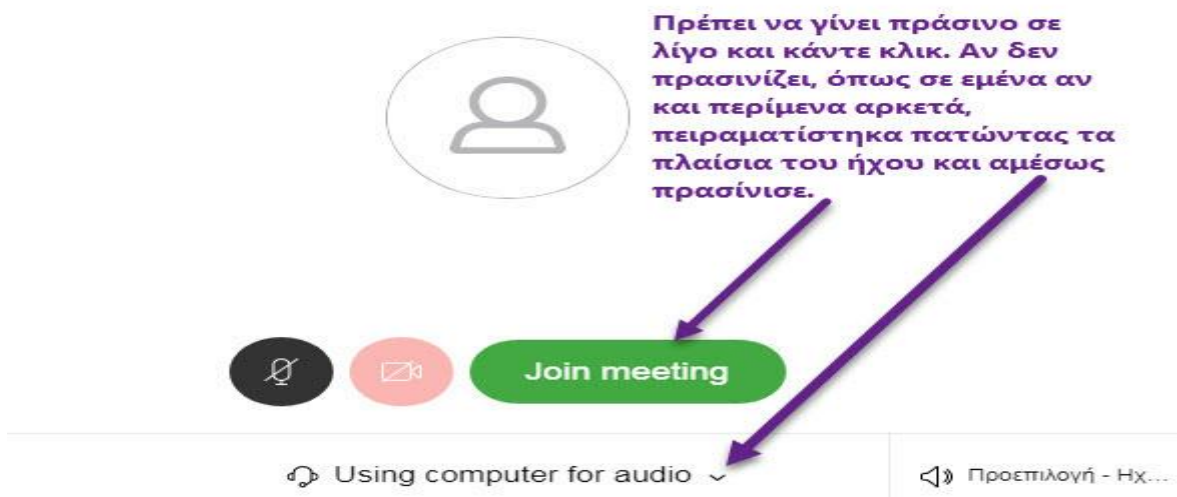 Πρέπει να γίνει πράσινο σε
λίγο και κάντε κλικ. Αν δεν
πρασινίζει, όπως σε εμένα αν
και περίμενα αρκετά,
πειραματίστηκα πατώντας τα
πλαίσια του ήχου και αμέσως
πρασίνισε.
Join meeting
Using computer for audio
Προεπιλογή - Ηχ...